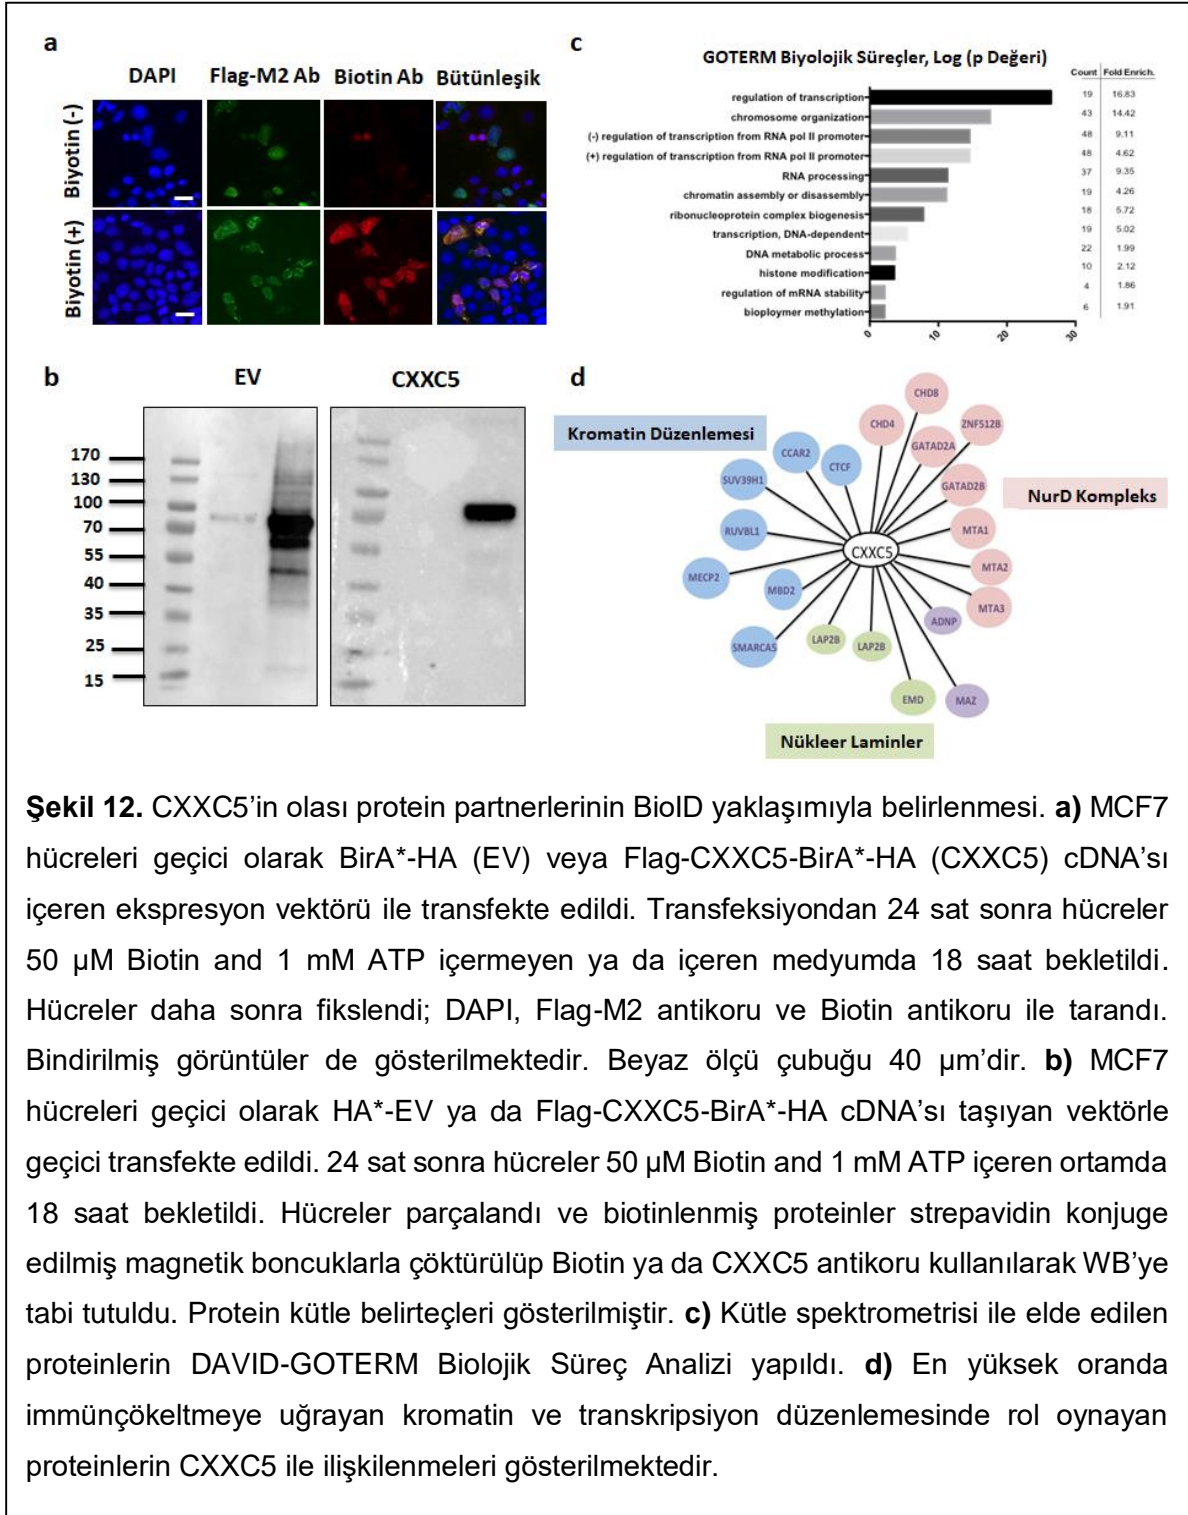 a
DAPI Flag-M2 Ab Biotin Ab Bütünleşik
Biyotin (-)
Biyotin (+)
c
GOTERM Biyolojik Süreçler, Log (p Değeri)
Count Fold Enrich.
regulation of transcription 19 16.83
chromosome organization 43 14.42
(-) regulation of transcription from RNA pol II promoter 48 9.11
(+) regulation of transcription from RNA pol II promoter 48 4.62
RNA processing 37 9.35
chromatin assembly or disassembly 19 4.26
ribonucleoprotein complex biogenesis 18 5.72
transcription, DNA-dependent 19 5.02
DNA metabolic process 22 1.99
histone modification 10 2.12
regulation of mRNA stability 4 1.86
bioploymer methylation 6 1.91
0 10 20 30
b
EV CXXC5
170
130
100
70
55
40
35
25
15
d
Kromatin Düzenlemesi
NurD Kompleks
Nükleer Laminler
CHD8
CHD4
ZNF512B
GATAD2A
CCAR2
CTCF
SUV39H1
GATAD2B
RUVBL1
MTA1
CXXC5
MECP2
MTA2
MBD2
MTA3
ADNP
SMARCA5
LAP2B
LAP2B
EMD
MAZ
Şekil 12. CXXC5’in olası protein partnerlerinin BioID yaklaşımıyla belirlenmesi. a) MCF7
hücreleri geçici olarak BirA*-HA (EV) veya Flag-CXXC5-BirA*-HA (CXXC5) cDNA’sı
içeren ekspresyon vektörü ile transfekte edildi. Transfeksiyondan 24 sat sonra hücreler
50 µM Biotin and 1 mM ATP içermeyen ya da içeren medyumda 18 saat bekletildi.
Hücreler daha sonra fikslendi; DAPI, Flag-M2 antikoru ve Biotin antikoru ile tarandı.
Bindirilmiş görüntüler de gösterilmektedir. Beyaz ölçü çubuğu 40 µm’dir. b) MCF7
hücreleri geçici olarak HA*-EV ya da Flag-CXXC5-BirA*-HA cDNA’sı taşıyan vektörle
geçici transfekte edildi. 24 sat sonra hücreler 50 µM Biotin and 1 mM ATP içeren ortamda
18 saat bekletildi. Hücreler parçalandı ve biotinlenmiş proteinler strepavidin konjuge
edilmiş magnetik boncuklarla çöktürülüp Biotin ya da CXXC5 antikoru kullanılarak WB’ye
tabi tutuldu. Protein kütle belirteçleri gösterilmiştir. c) Kütle spektrometrisi ile elde edilen
proteinlerin DAVID-GOTERM Biolojik Süreç Analizi yapıldı. d) En yüksek oranda
immünçökeltmeye uğrayan kromatin ve transkripsiyon düzenlemesinde rol oynayan
proteinlerin CXXC5 ile ilişkilenmeleri gösterilmektedir.